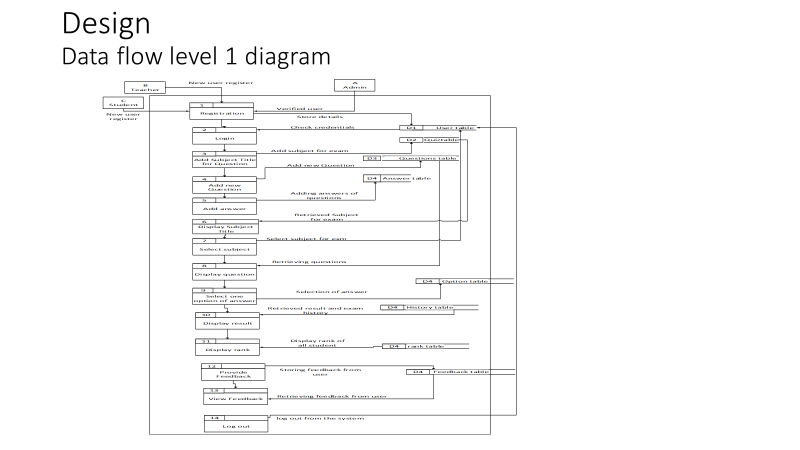 Design
Data flow level 1 diagram
B
Teacher
New user register
A
Admin
C
Student
New user
register
1
Registration
Verified user
Store details
2
Login
Check credentials
D1 User table
D2 Quiztable
3
Add Subject Title
for Question
Add subject for exam
D3 Questions table
Add new Question
4
Add new
Question
D4 Answer table
5
Add answer
Adding answers of
questions
6
Display Subject
Title
Retrieved Subject
for exam
7
Select subject
Select subject for exm
8
Display question
Retrieving questions
D4 Option table
9
Select one
option of answer
Selection of answer
10
Display result
Retrieved result and exam
history
D4 History table
11
Display rank
Display rank of
all student
D4 rank table
12
Provide
Feedback
Storing feedback from
user
D4 Feedback table
13
View Feedback
Retrieving feedback from user
14
Log out
log out from the system